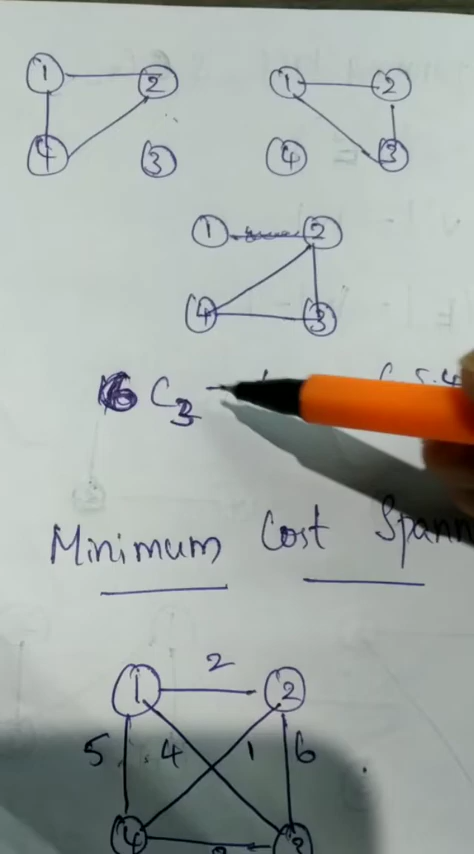 1 2 1 2
4 3 4 3
1 2
4 3
6C3 -
Minimum Cost
2
1 2
5 4 1 6
4 3